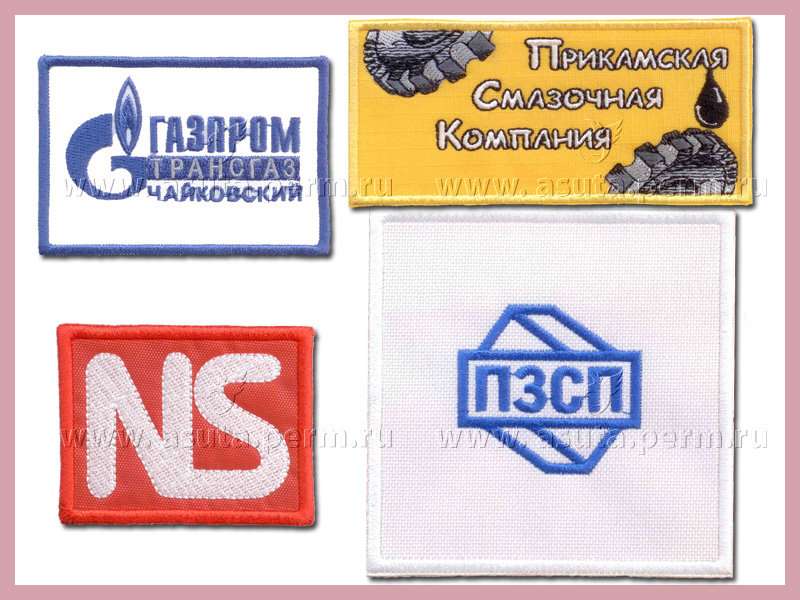 ГАЗПРОМ
ТРАНСГАЗ
ЧАЙКОВСКИЙ
ПРИКАМСКАЯ
СМАЗОЧНАЯ
КОМПАНИЯ
www.asuta.perm.ru
www.asuta.perm.ru
NS
ПЗСП
www.asuta.perm.ru
www.asuta.perm.ru